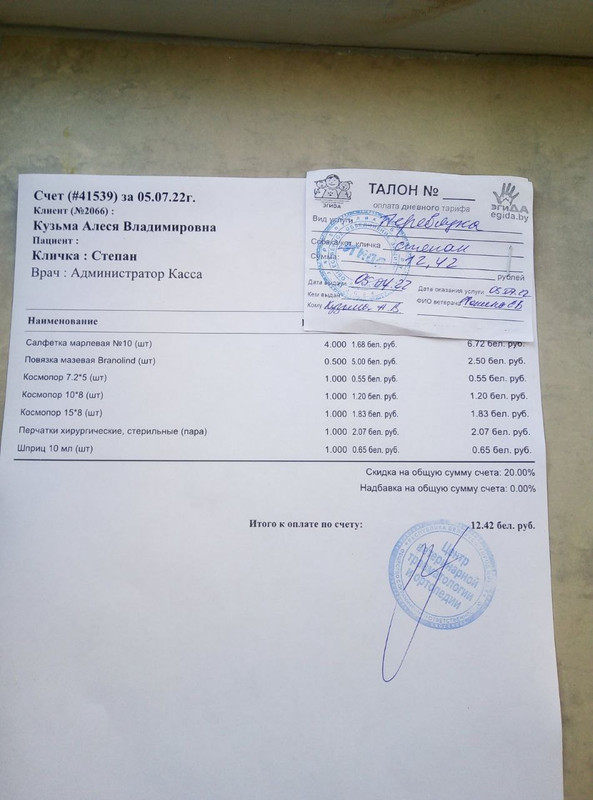 Счет (#41539) за 05.07.22г.
Клиент (№2066) :
Кузьма Алеся Владимировна
Пациент :
Кличка : Степан
Врач : Администратор Касса
ЭГИДА
ТАЛОН № ____
оплата дневного тарифа
ЭГИДА
egida.by
Вид услуги Перевязка
кличка Степан
Сумма: 12,42
рублей
Дата выдачи 05.07.22 Дата оказания услуги 05.07.22
Кем выдан ФИО ветврача
Кому Кузьма А В
Наименование
Салфетка марлевая №10 (шт) 4.000 1.68 бел. руб. 6.72 бел. руб.
Повязка мазевая Branolind (шт) 0.500 5.00 бел. руб. 2.50 бел. руб.
Космопор 7.2*5 (шт) 1.000 0.55 бел. руб. 0.55 бел. руб.
Космопор 10*8 (шт) 1.000 1.20 бел. руб. 1.20 бел. руб.
Космопор 15*8 (шт) 1.000 1.83 бел. руб. 1.83 бел. руб.
Перчатки хирургические, стерильные (пара) 1.000 2.07 бел. руб. 2.07 бел. руб.
Шприц 10 мл (шт) 1.000 0.65 бел. руб. 0.65 бел. руб.
Скидка на общую сумму счета: 20.00%
Надбавка на общую сумму счета: 0.00%
Итого к оплате по счету: 12.42 бел. руб.
Центр
ветеринарной
травматологии
и ортопедии